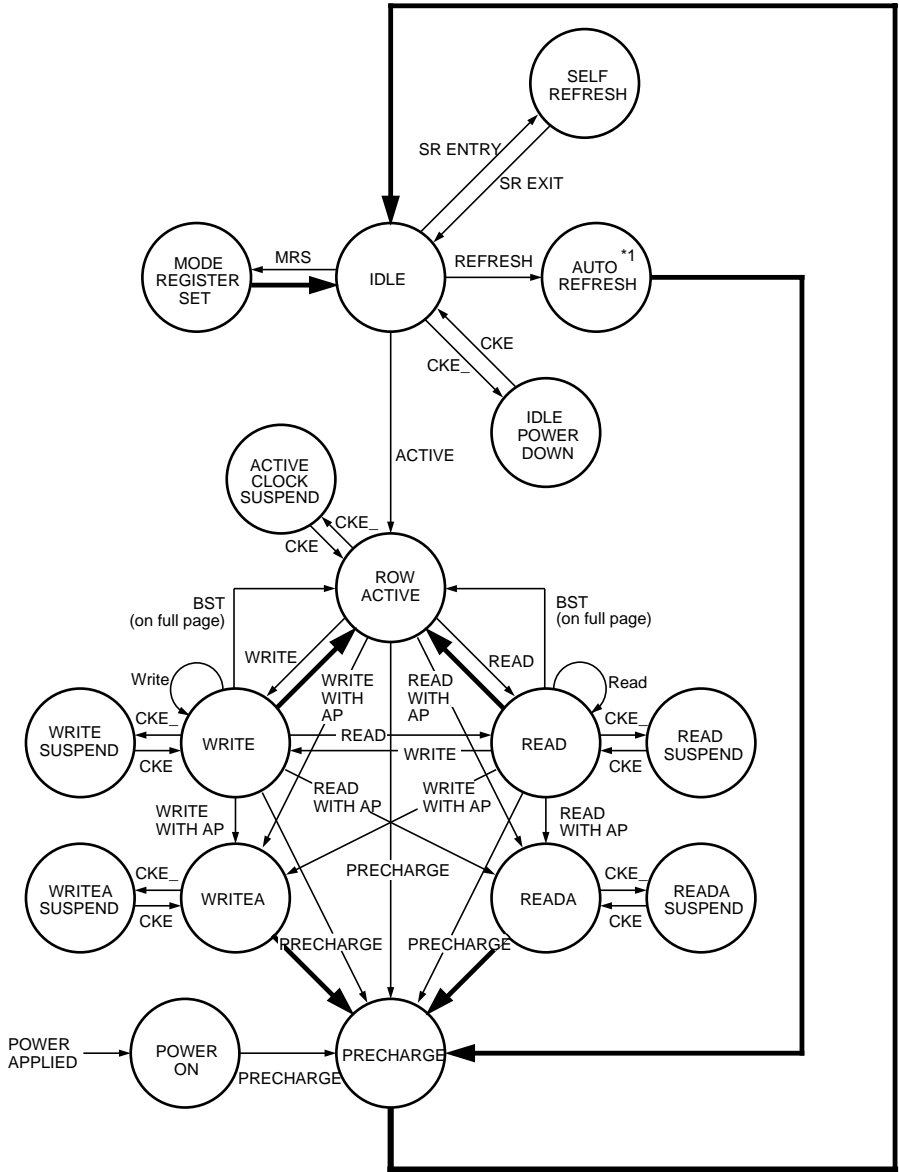 SELF
REFRESH
SR ENTRY
SR EXIT
MODE
REGISTER
SET
MRS
IDLE
REFRESH
AUTO
REFRESH
*1
CKE
CKE_
IDLE
POWER
DOWN
ACTIVE
ACTIVE
CLOCK
SUSPEND
CKE_
CKE
ROW
ACTIVE
BST
(on full page)
BST
(on full page)
WRITE
READ
Write
WRITE
WITH
AP
READ
WITH
AP
Read
WRITE
SUSPEND
CKE_
CKE
WRITE
READ
WRITE
READ
CKE_
CKE
READ
SUSPEND
READ
WITH AP
WRITE
WITH AP
WRITE
WITH AP
READ
WITH AP
PRECHARGE
WRITEA
SUSPEND
CKE_
CKE
WRITEA
READA
CKE_
CKE
READA
SUSPEND
PRECHARGE
PRECHARGE
POWER
APPLIED
POWER
ON
PRECHARGE
PRECHARGE